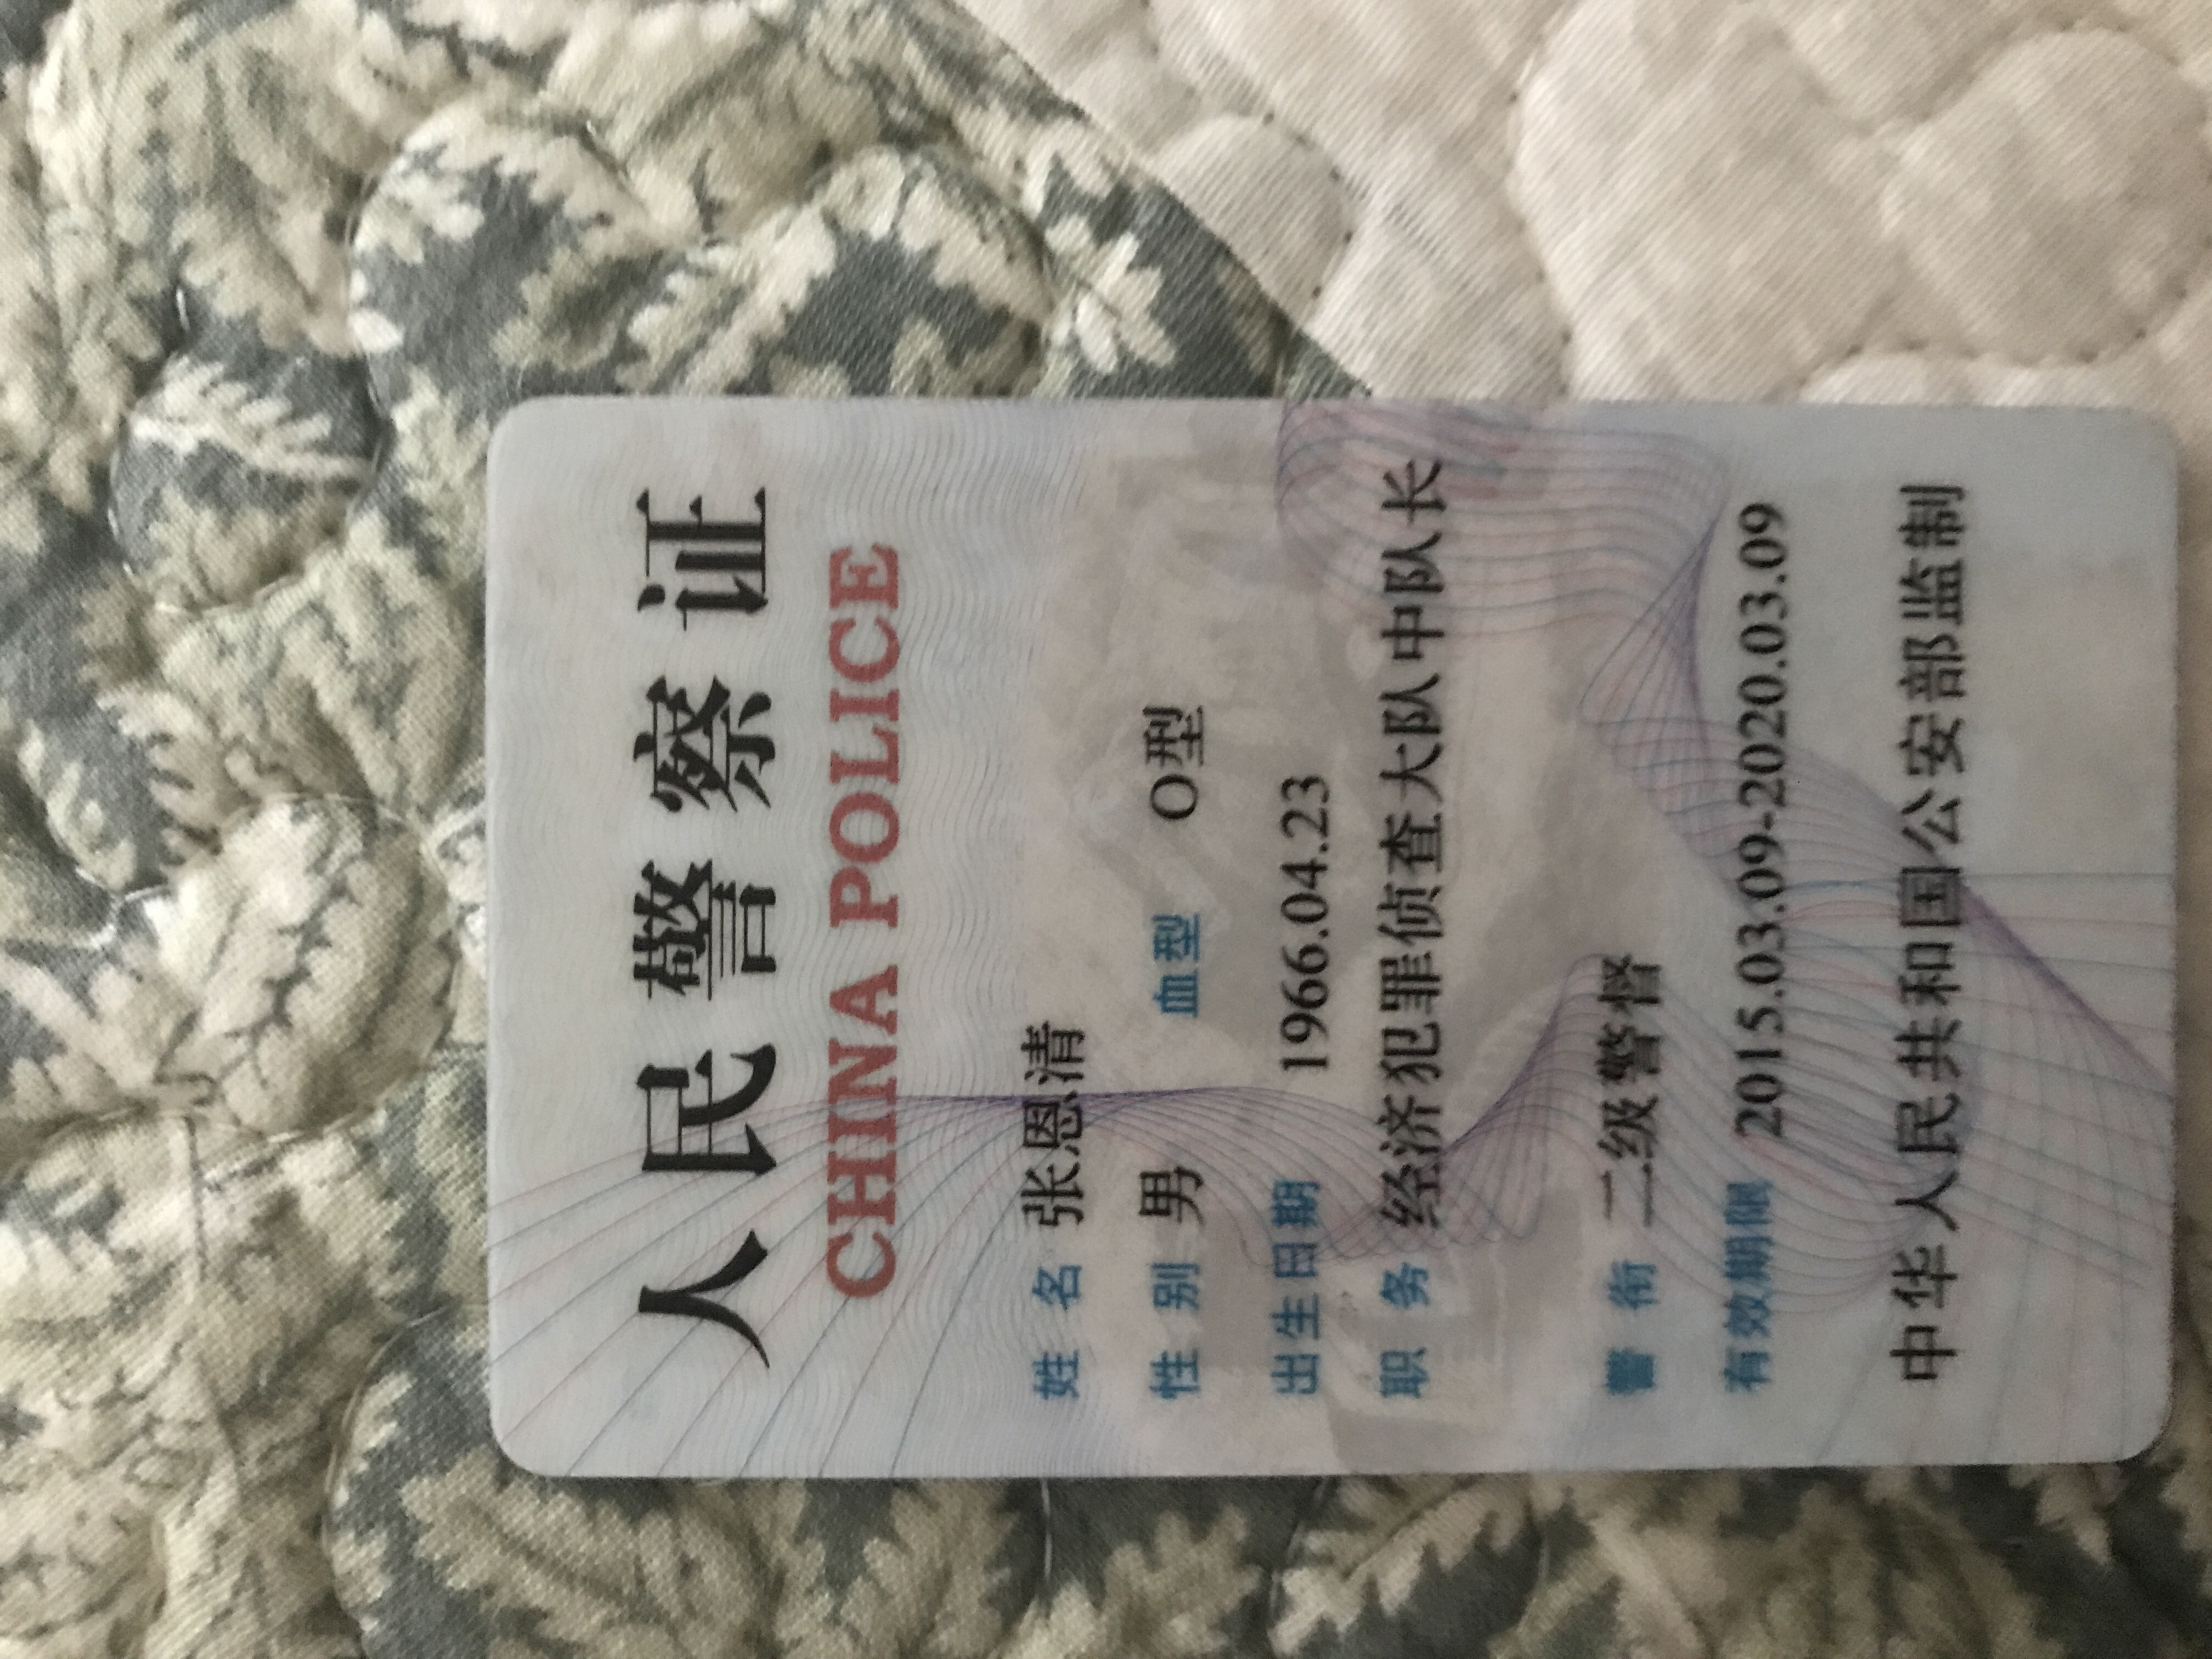 人民警察证
CHINA POLICE
姓名 张恩清
性别 男 血型 O型
出生日期 1966.04.23
职务 经济犯罪侦查大队中队长
警衔 二级警督
有效期限 2015.03.09-2020.03.09
中华人民共和国公安部监制